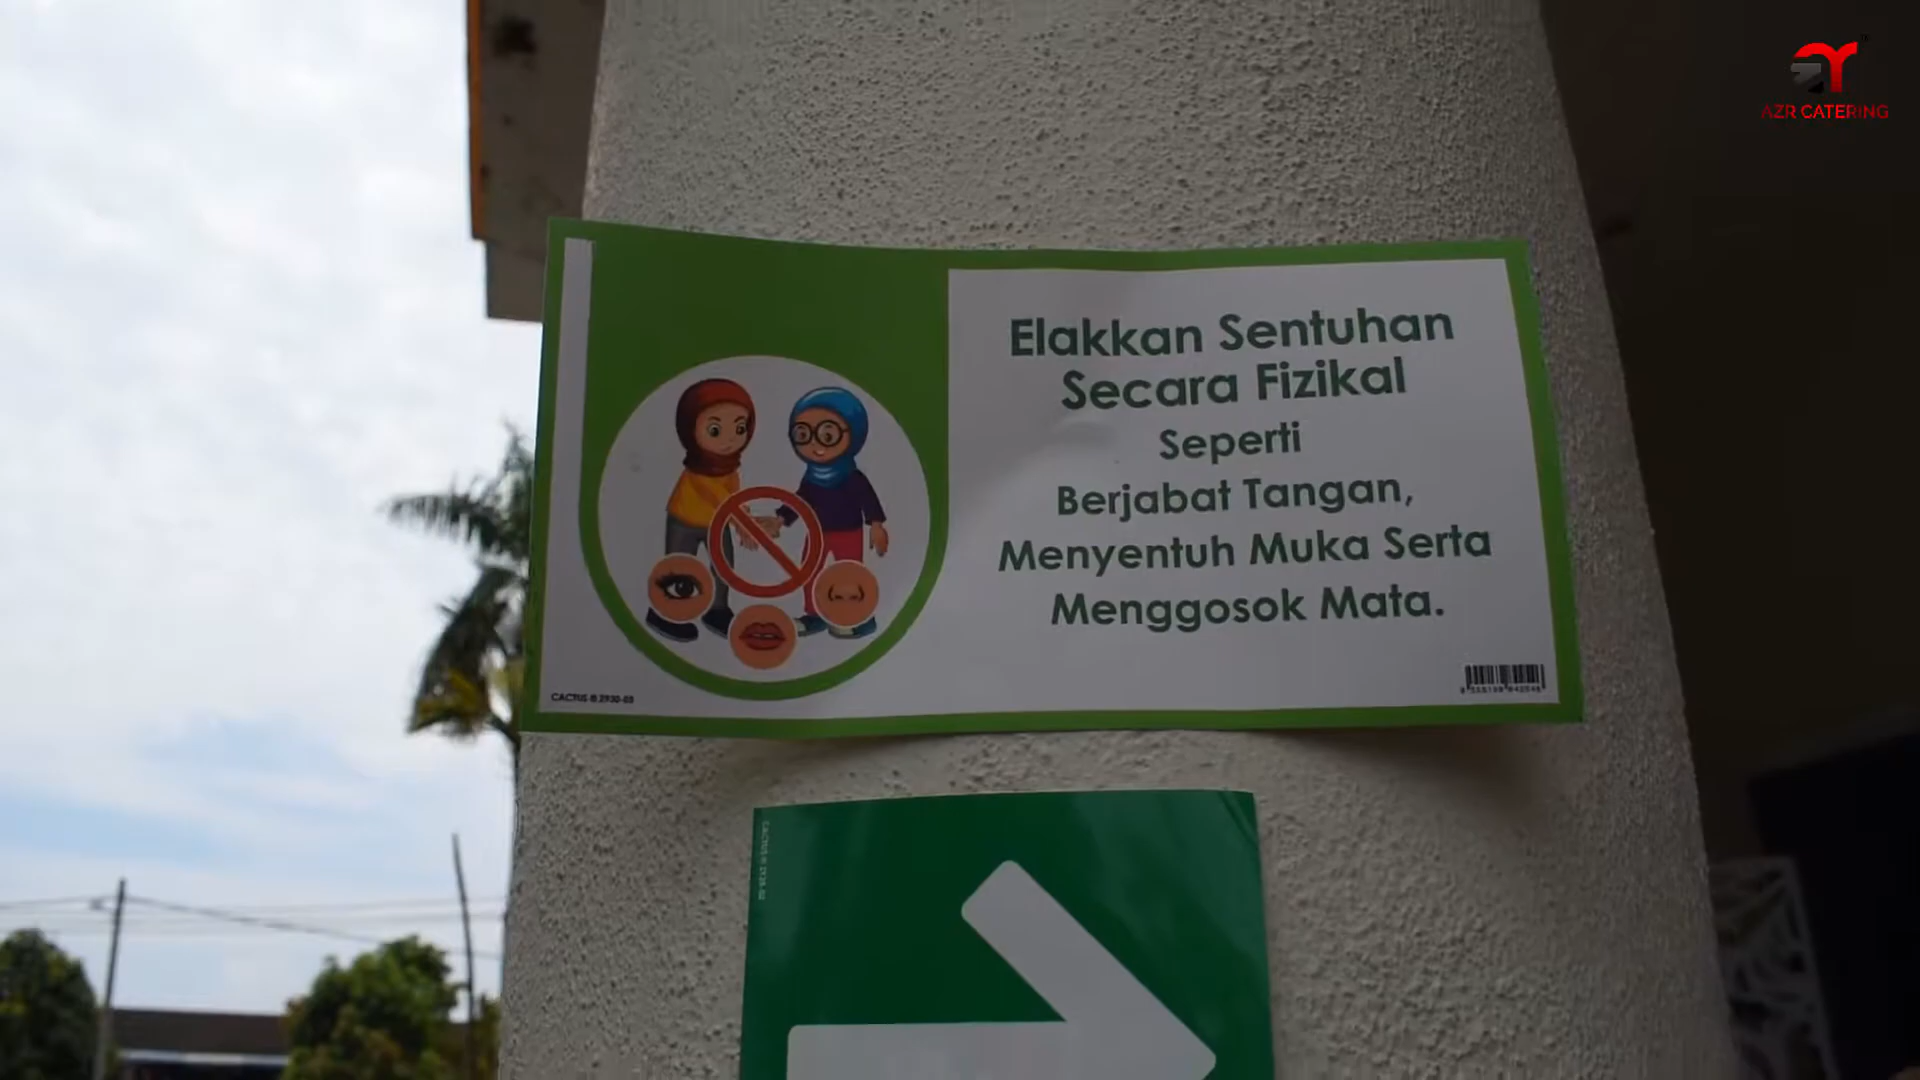 AZR CATERING
Elakkan Sentuhan
Secara Fizikal
Seperti
Berjabat Tangan,
Menyentuh Muka Serta
Menggosok Mata.